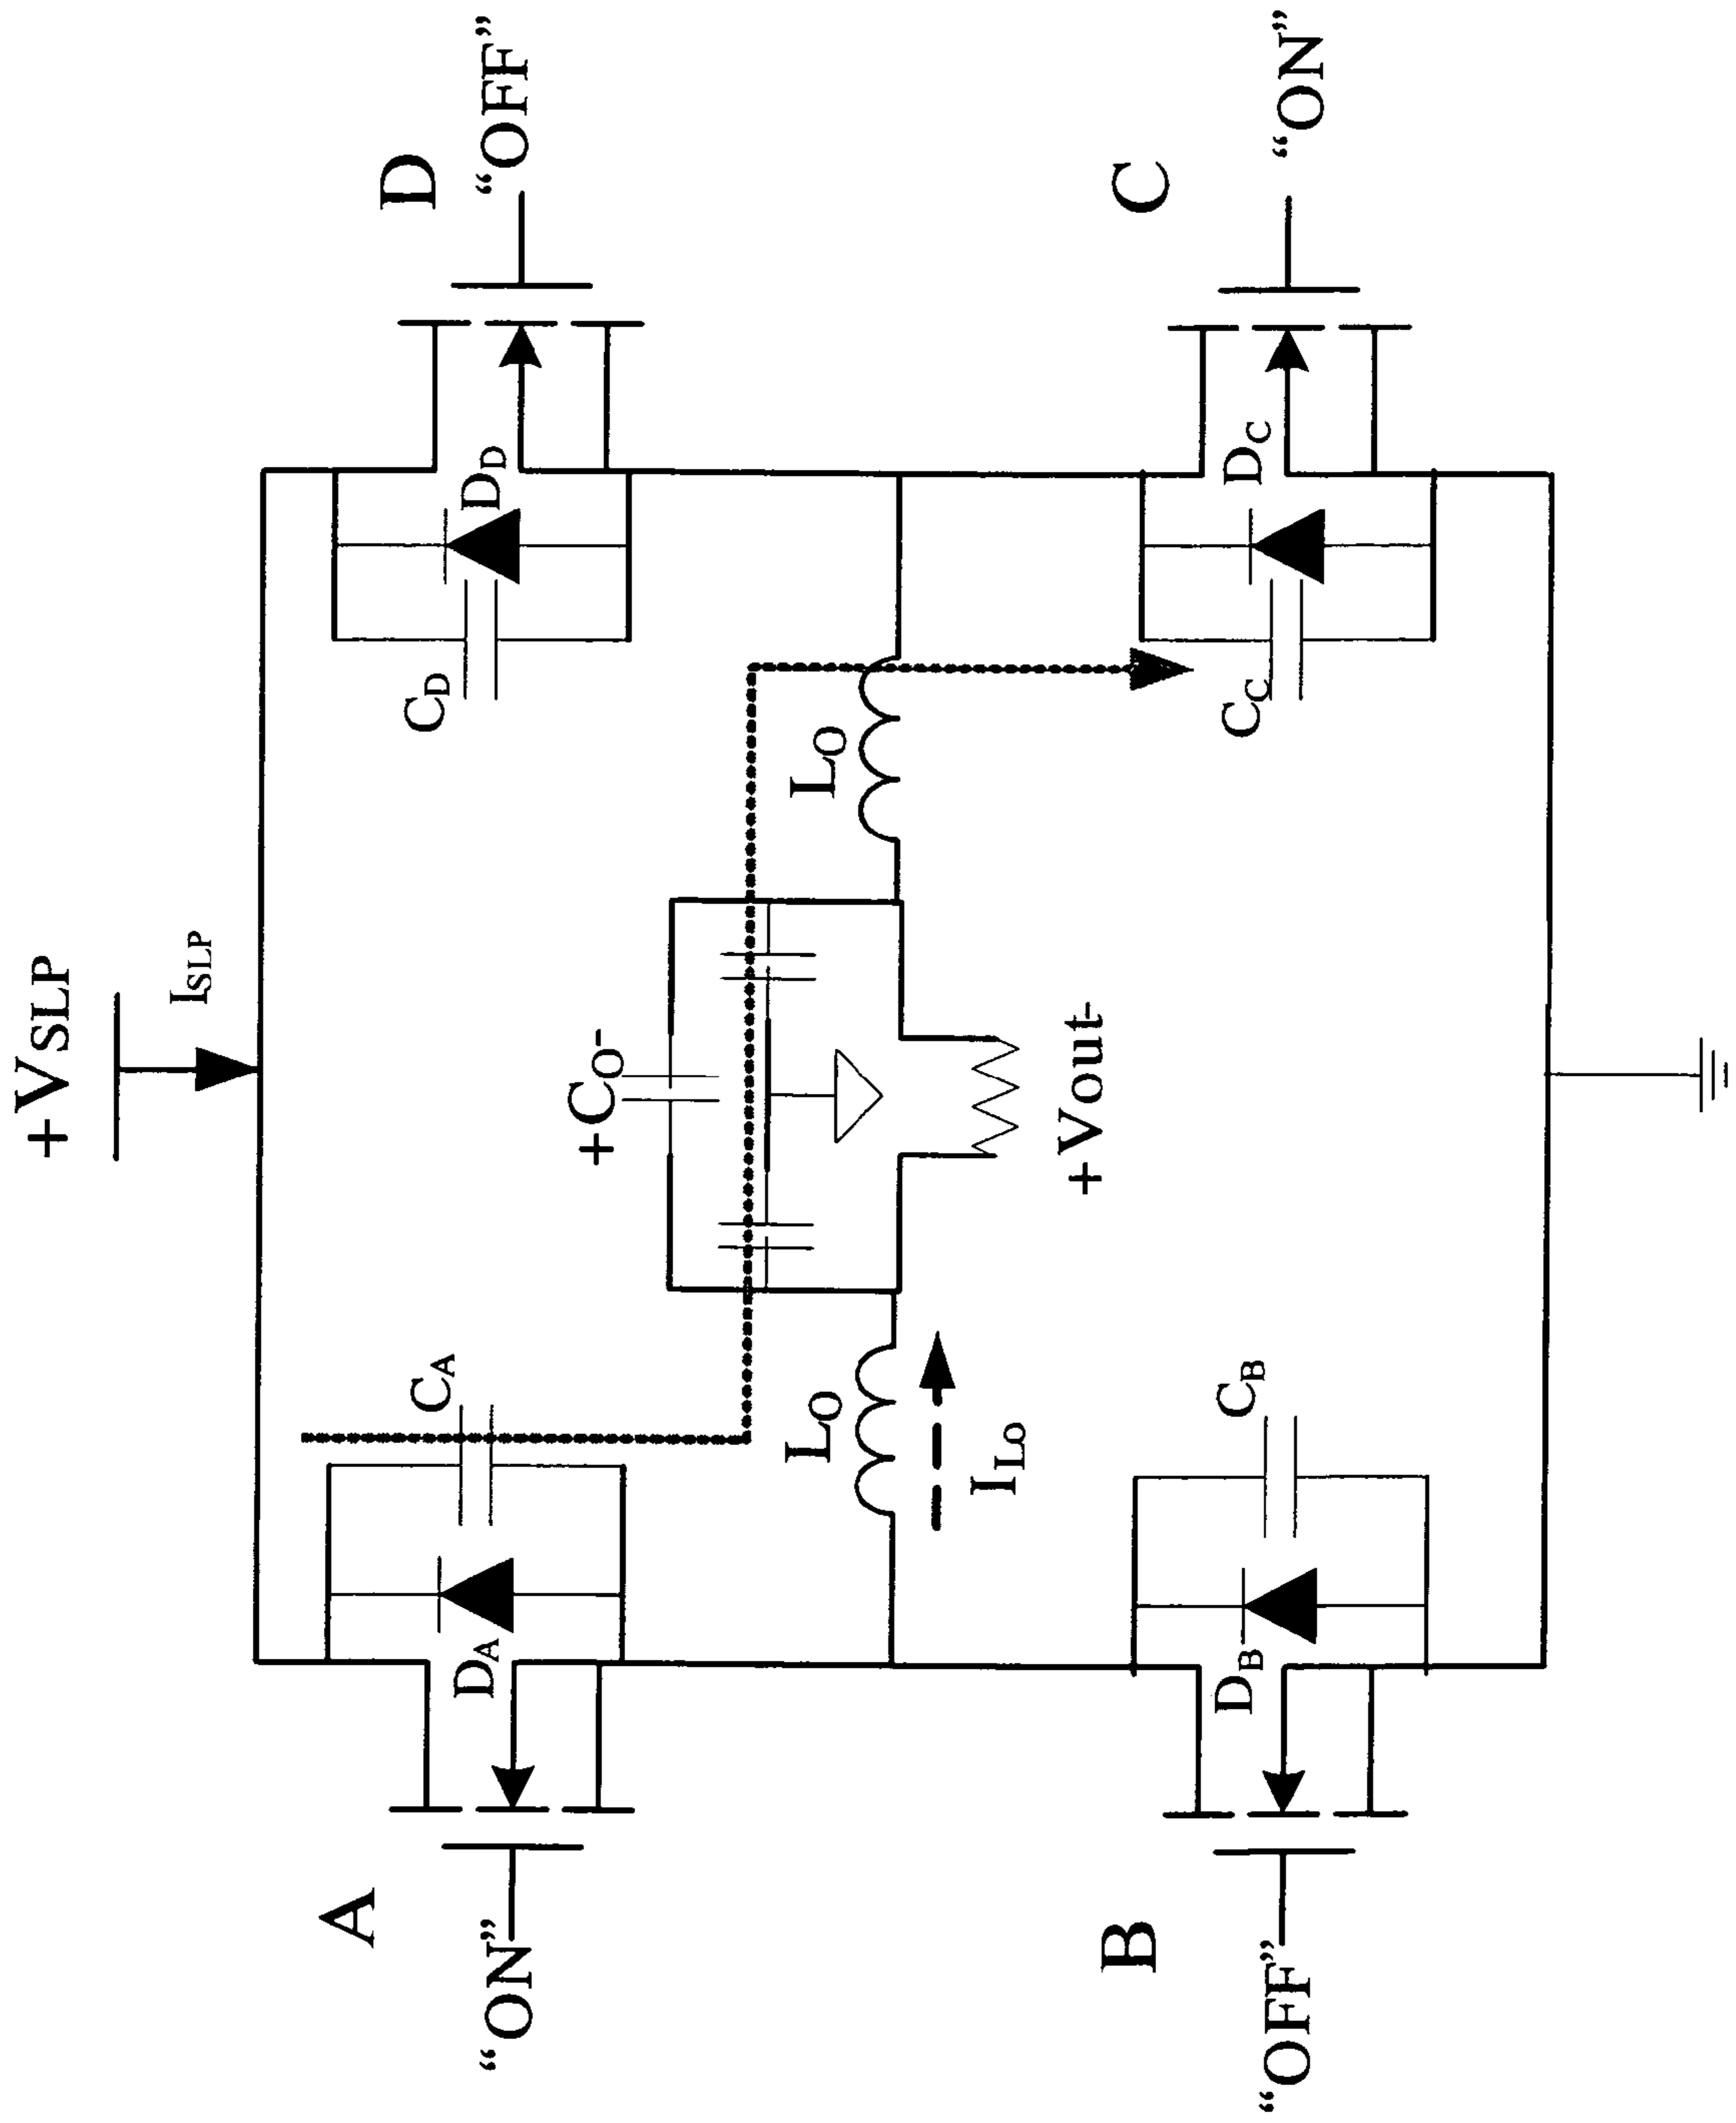 +VSLP
ISLP
A
D
"ON"
"OFF"
DA
CA
CD
DD
+CO-
LO
LO
ILO
+Vout-
B
C
"OFF"
"ON"
DB
CB
CC
DC